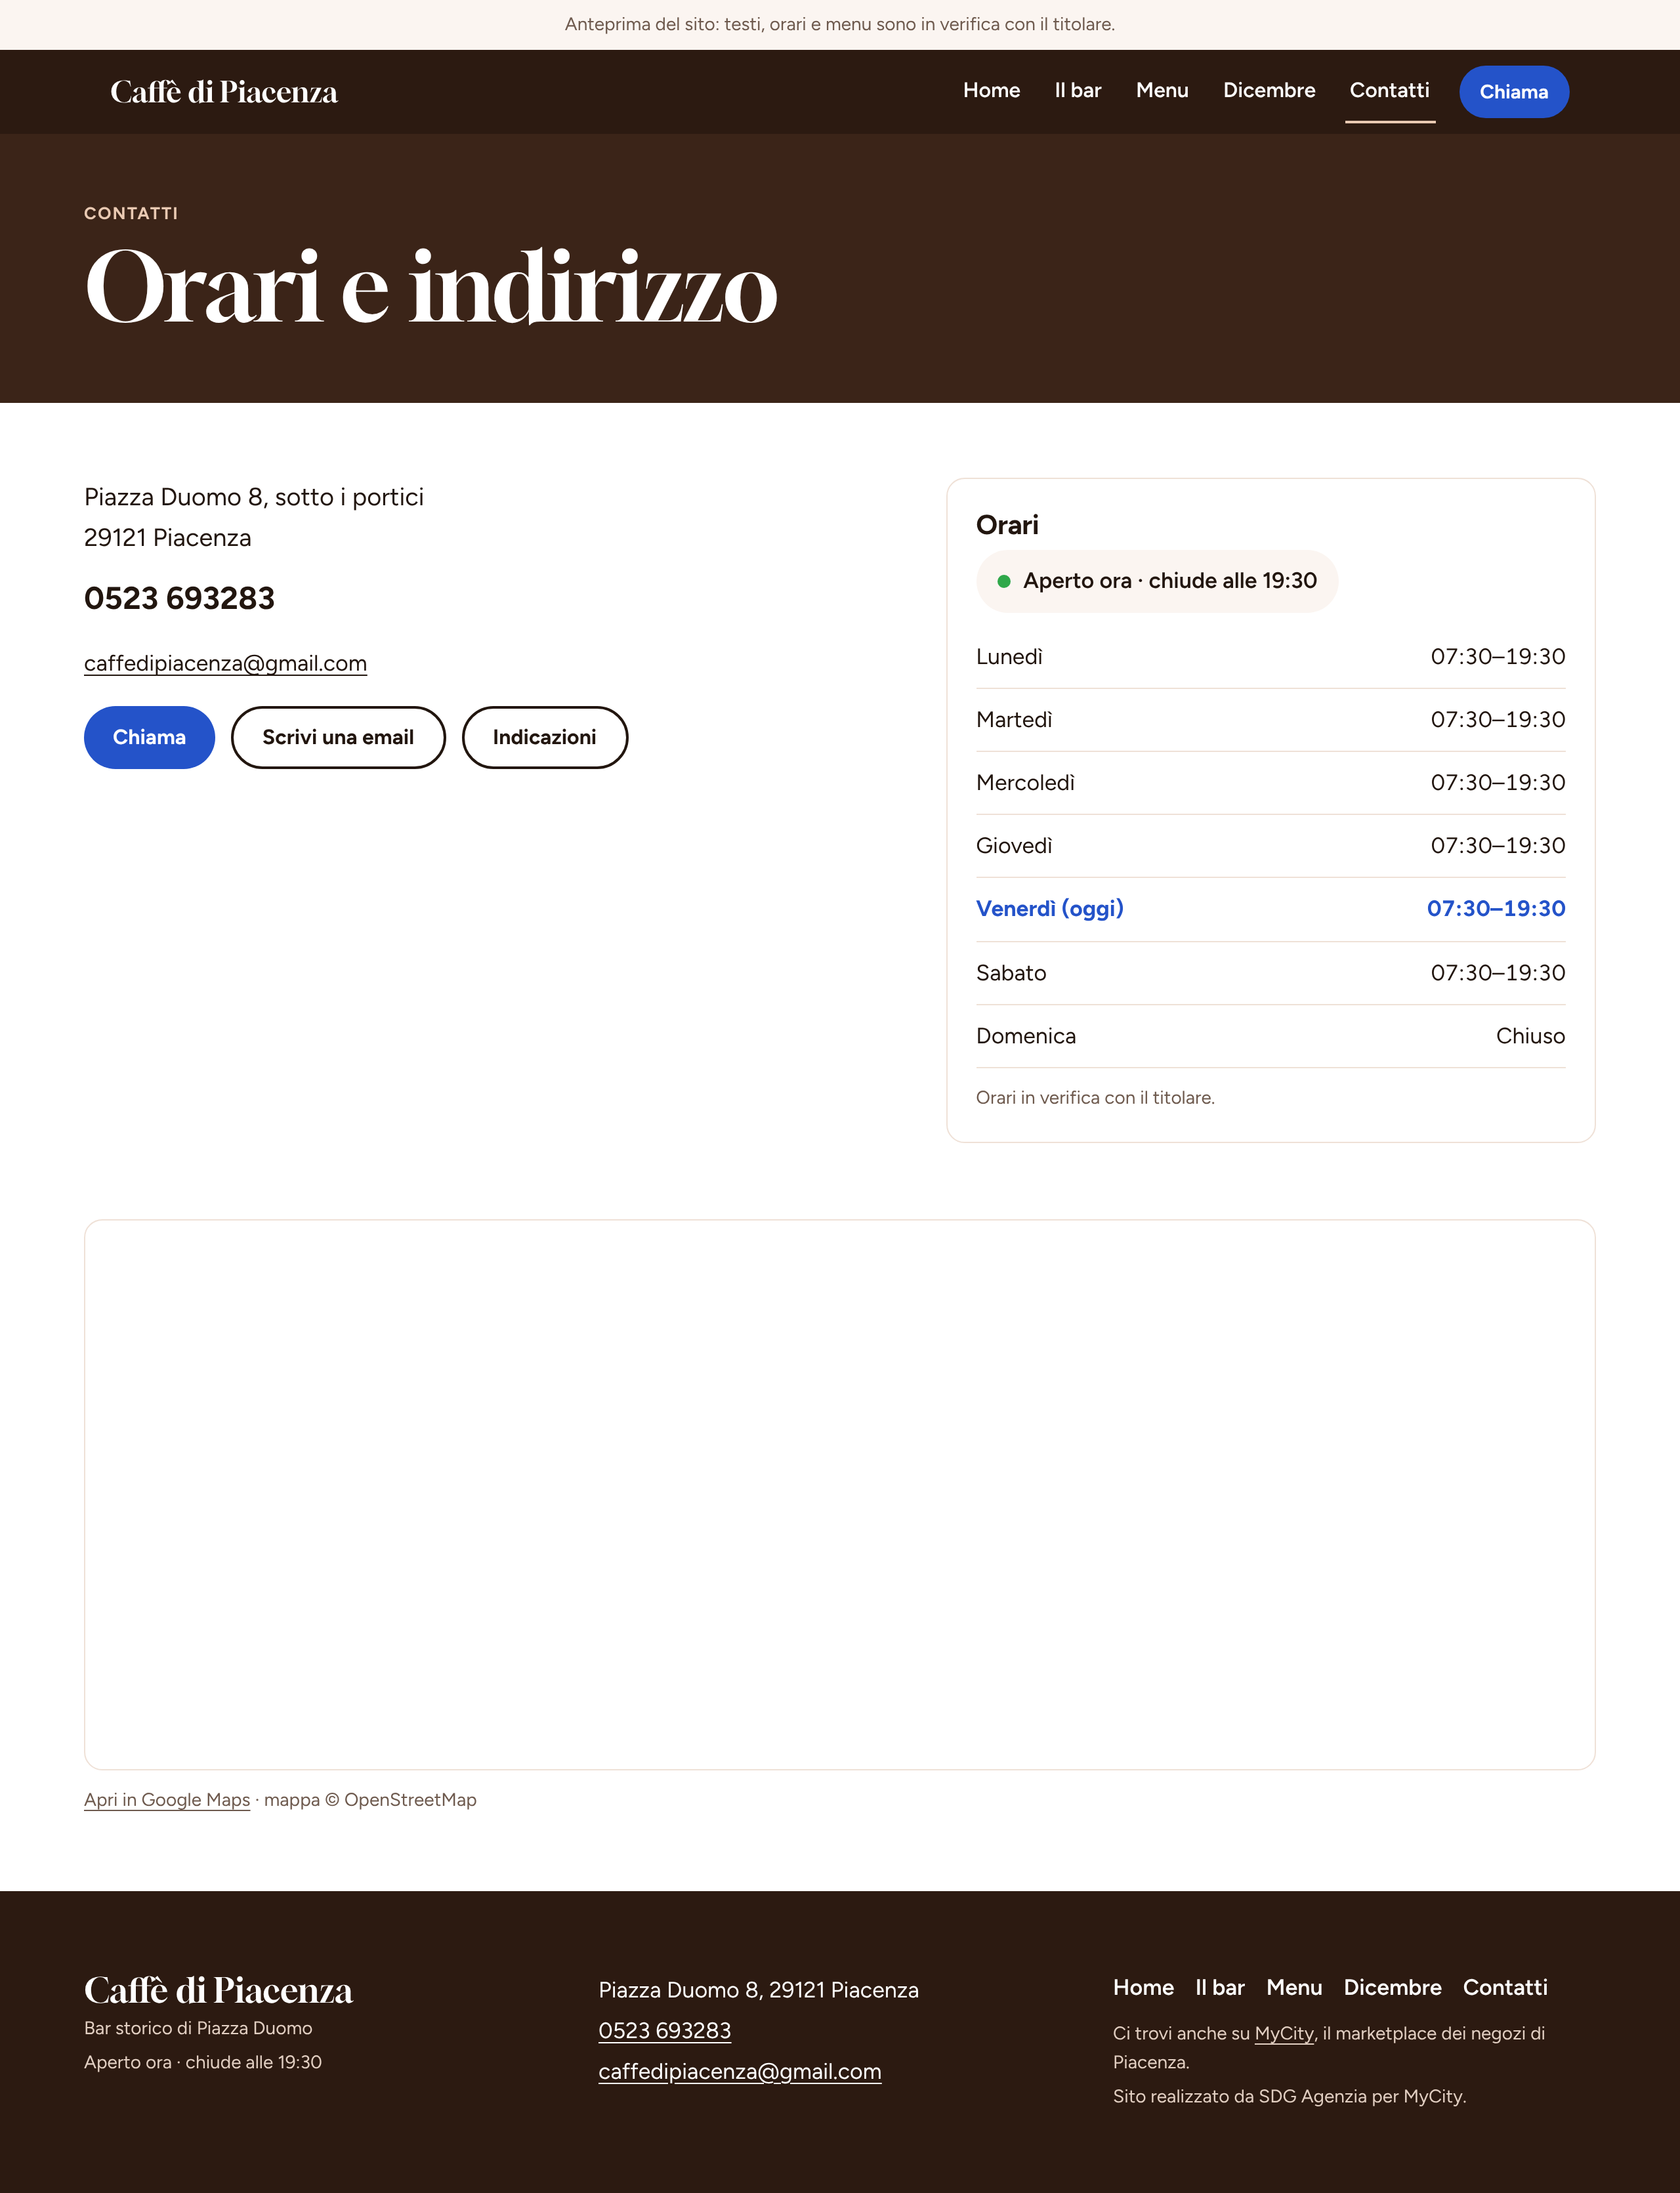 Anteprima del sito: testi, orari e menu sono in verifica con il titolare.
Caffè di Piacenza
Home
Il bar
Menu
Dicembre
Contatti
Chiama
CONTATTI
Orari e indirizzo
Piazza Duomo 8, sotto i portici
29121 Piacenza
0523 693283
caffedipiacenza@gmail.com
Chiama
Scrivi una email
Indicazioni
Orari
Aperto ora · chiude alle 19:30
Lunedì 07:30–19:30
Martedì 07:30–19:30
Mercoledì 07:30–19:30
Giovedì 07:30–19:30
Venerdì (oggi) 07:30–19:30
Sabato 07:30–19:30
Domenica Chiuso
Orari in verifica con il titolare.
Apri in Google Maps · mappa © OpenStreetMap
Caffè di Piacenza
Bar storico di Piazza Duomo
Aperto ora · chiude alle 19:30
Piazza Duomo 8, 29121 Piacenza
0523 693283
caffedipiacenza@gmail.com
Home Il bar Menu Dicembre Contatti
Ci trovi anche su MyCity, il marketplace dei negozi di
Piacenza.
Sito realizzato da SDG Agenzia per MyCity.